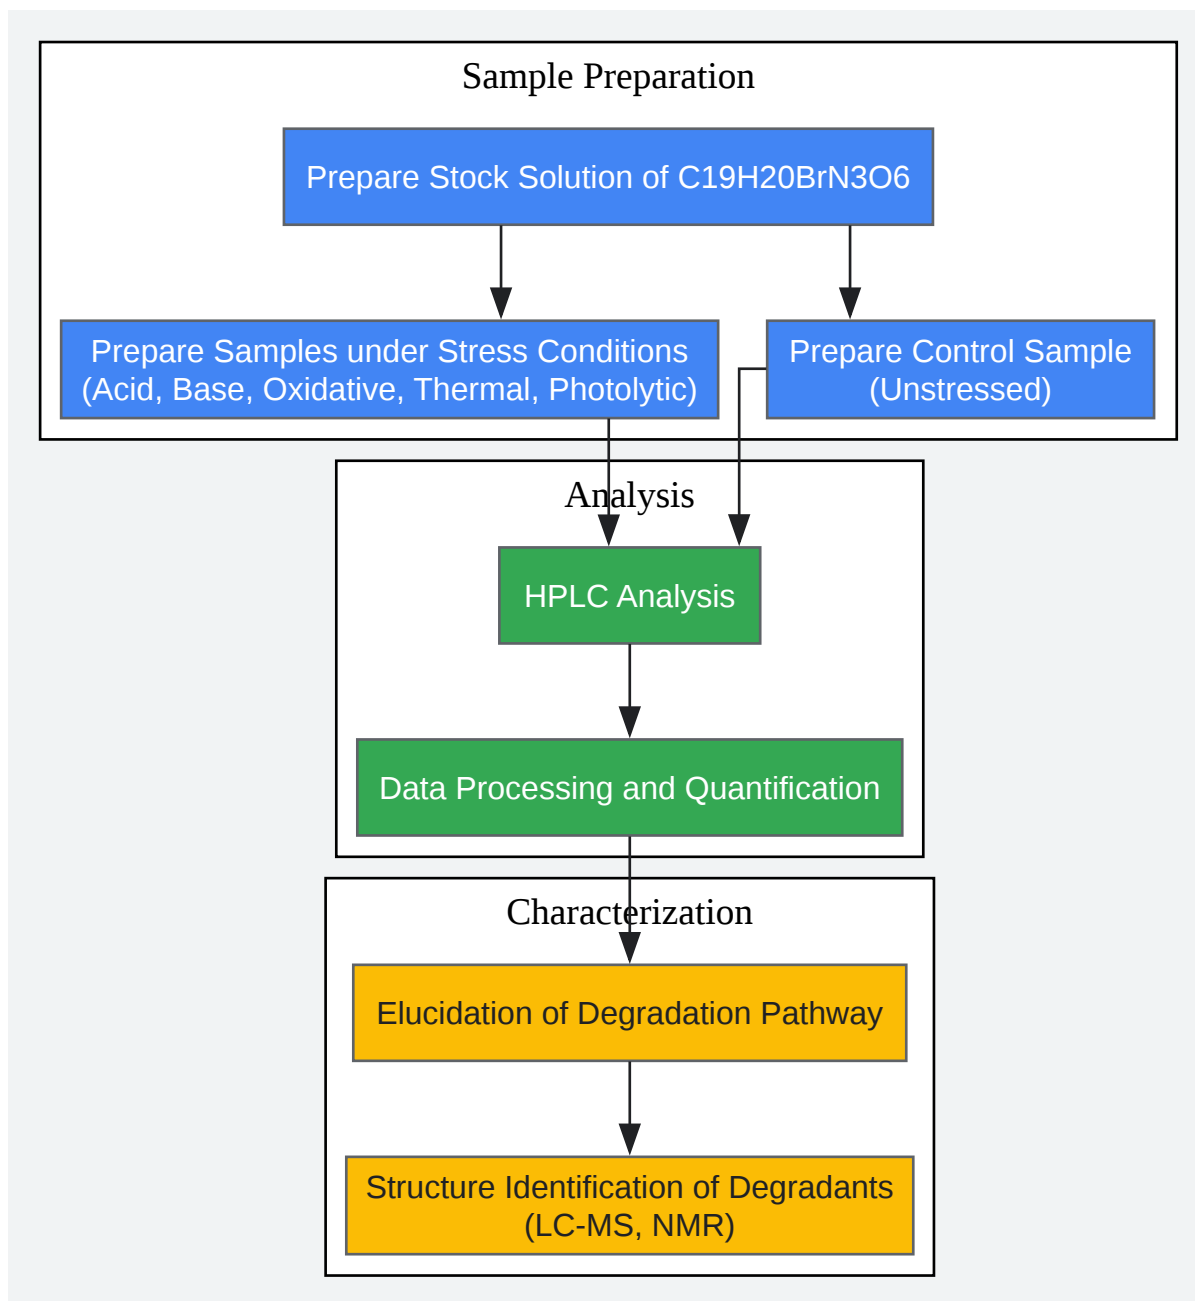 Sample Preparation
Prepare Stock Solution of C19H20BrN3O6
Prepare Samples under Stress Conditions
(Acid, Base, Oxidative, Thermal, Photolytic)
Prepare Control Sample
(Unstressed)
Analysis
HPLC Analysis
Data Processing and Quantification
Characterization
Elucidation of Degradation Pathway
Structure Identification of Degradants
(LC-MS, NMR)